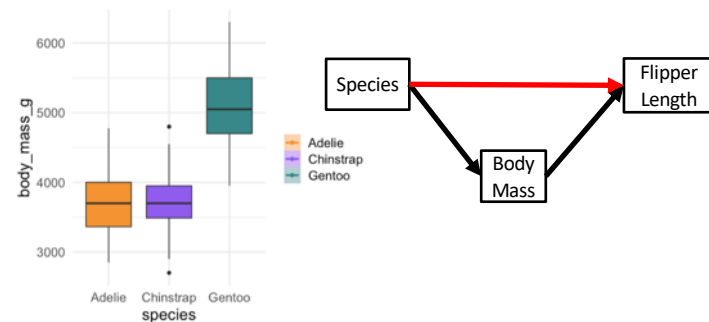 body_mass_g
6000
5000
4000
3000
Adelie Chinstrap Gentoo
species
Adelie
Chinstrap
Gentoo
Species
Body
Mass
Flipper
Length